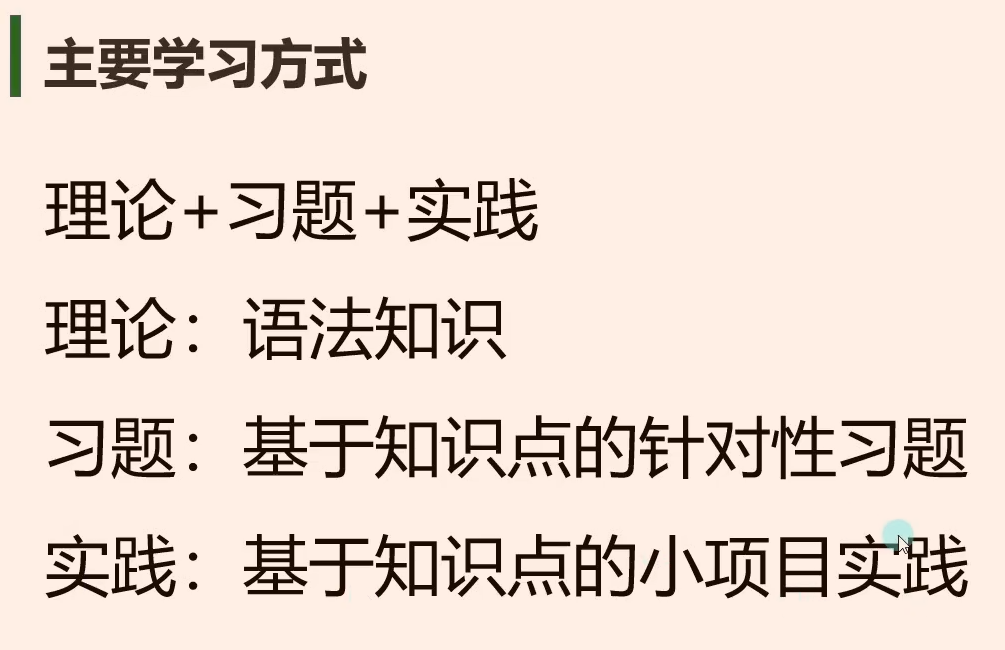 主要学习方式
理论+习题+实践
理论：语法知识
习题：基于知识点的针对性习题
实践：基于知识点的小项目实践